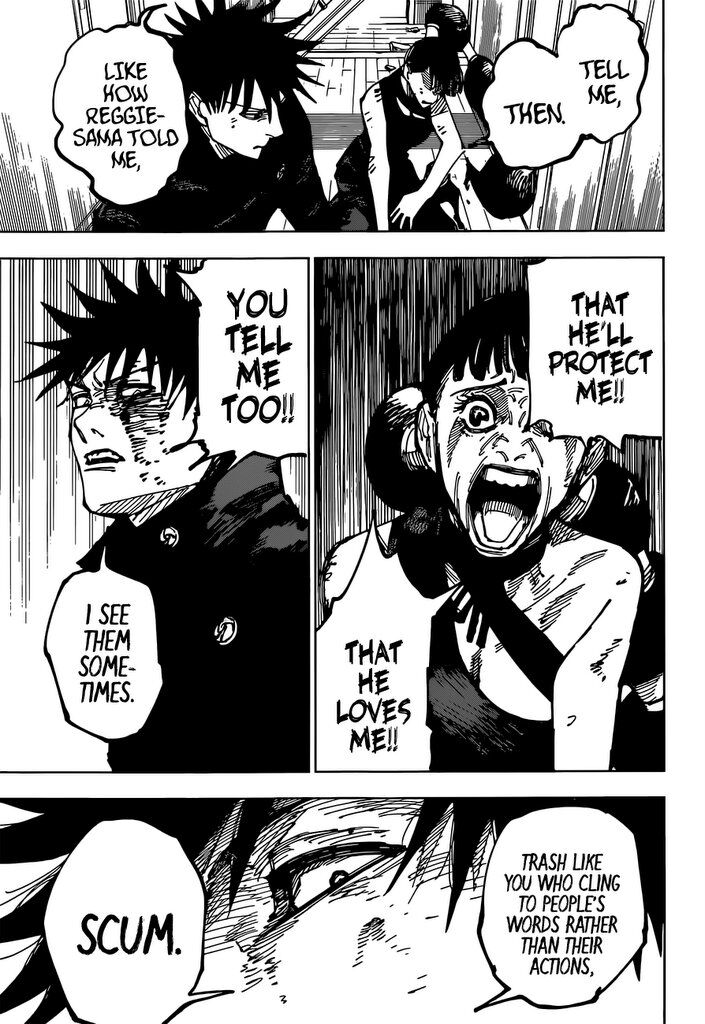 TELL
ME,
THEN.
LIKE
HOW
REGGIE-
SAMA TOLD
ME,
THAT
HE'LL
PROTECT
ME!!
THAT
HE
LOVES
ME!!
YOU
TELL
ME
TOO!!
I SEE
THEM
SOME-
TIMES.
TRASH LIKE
YOU WHO CLING
TO PEOPLE'S
WORDS RATHER
THAN THEIR
ACTIONS,
SCUM.